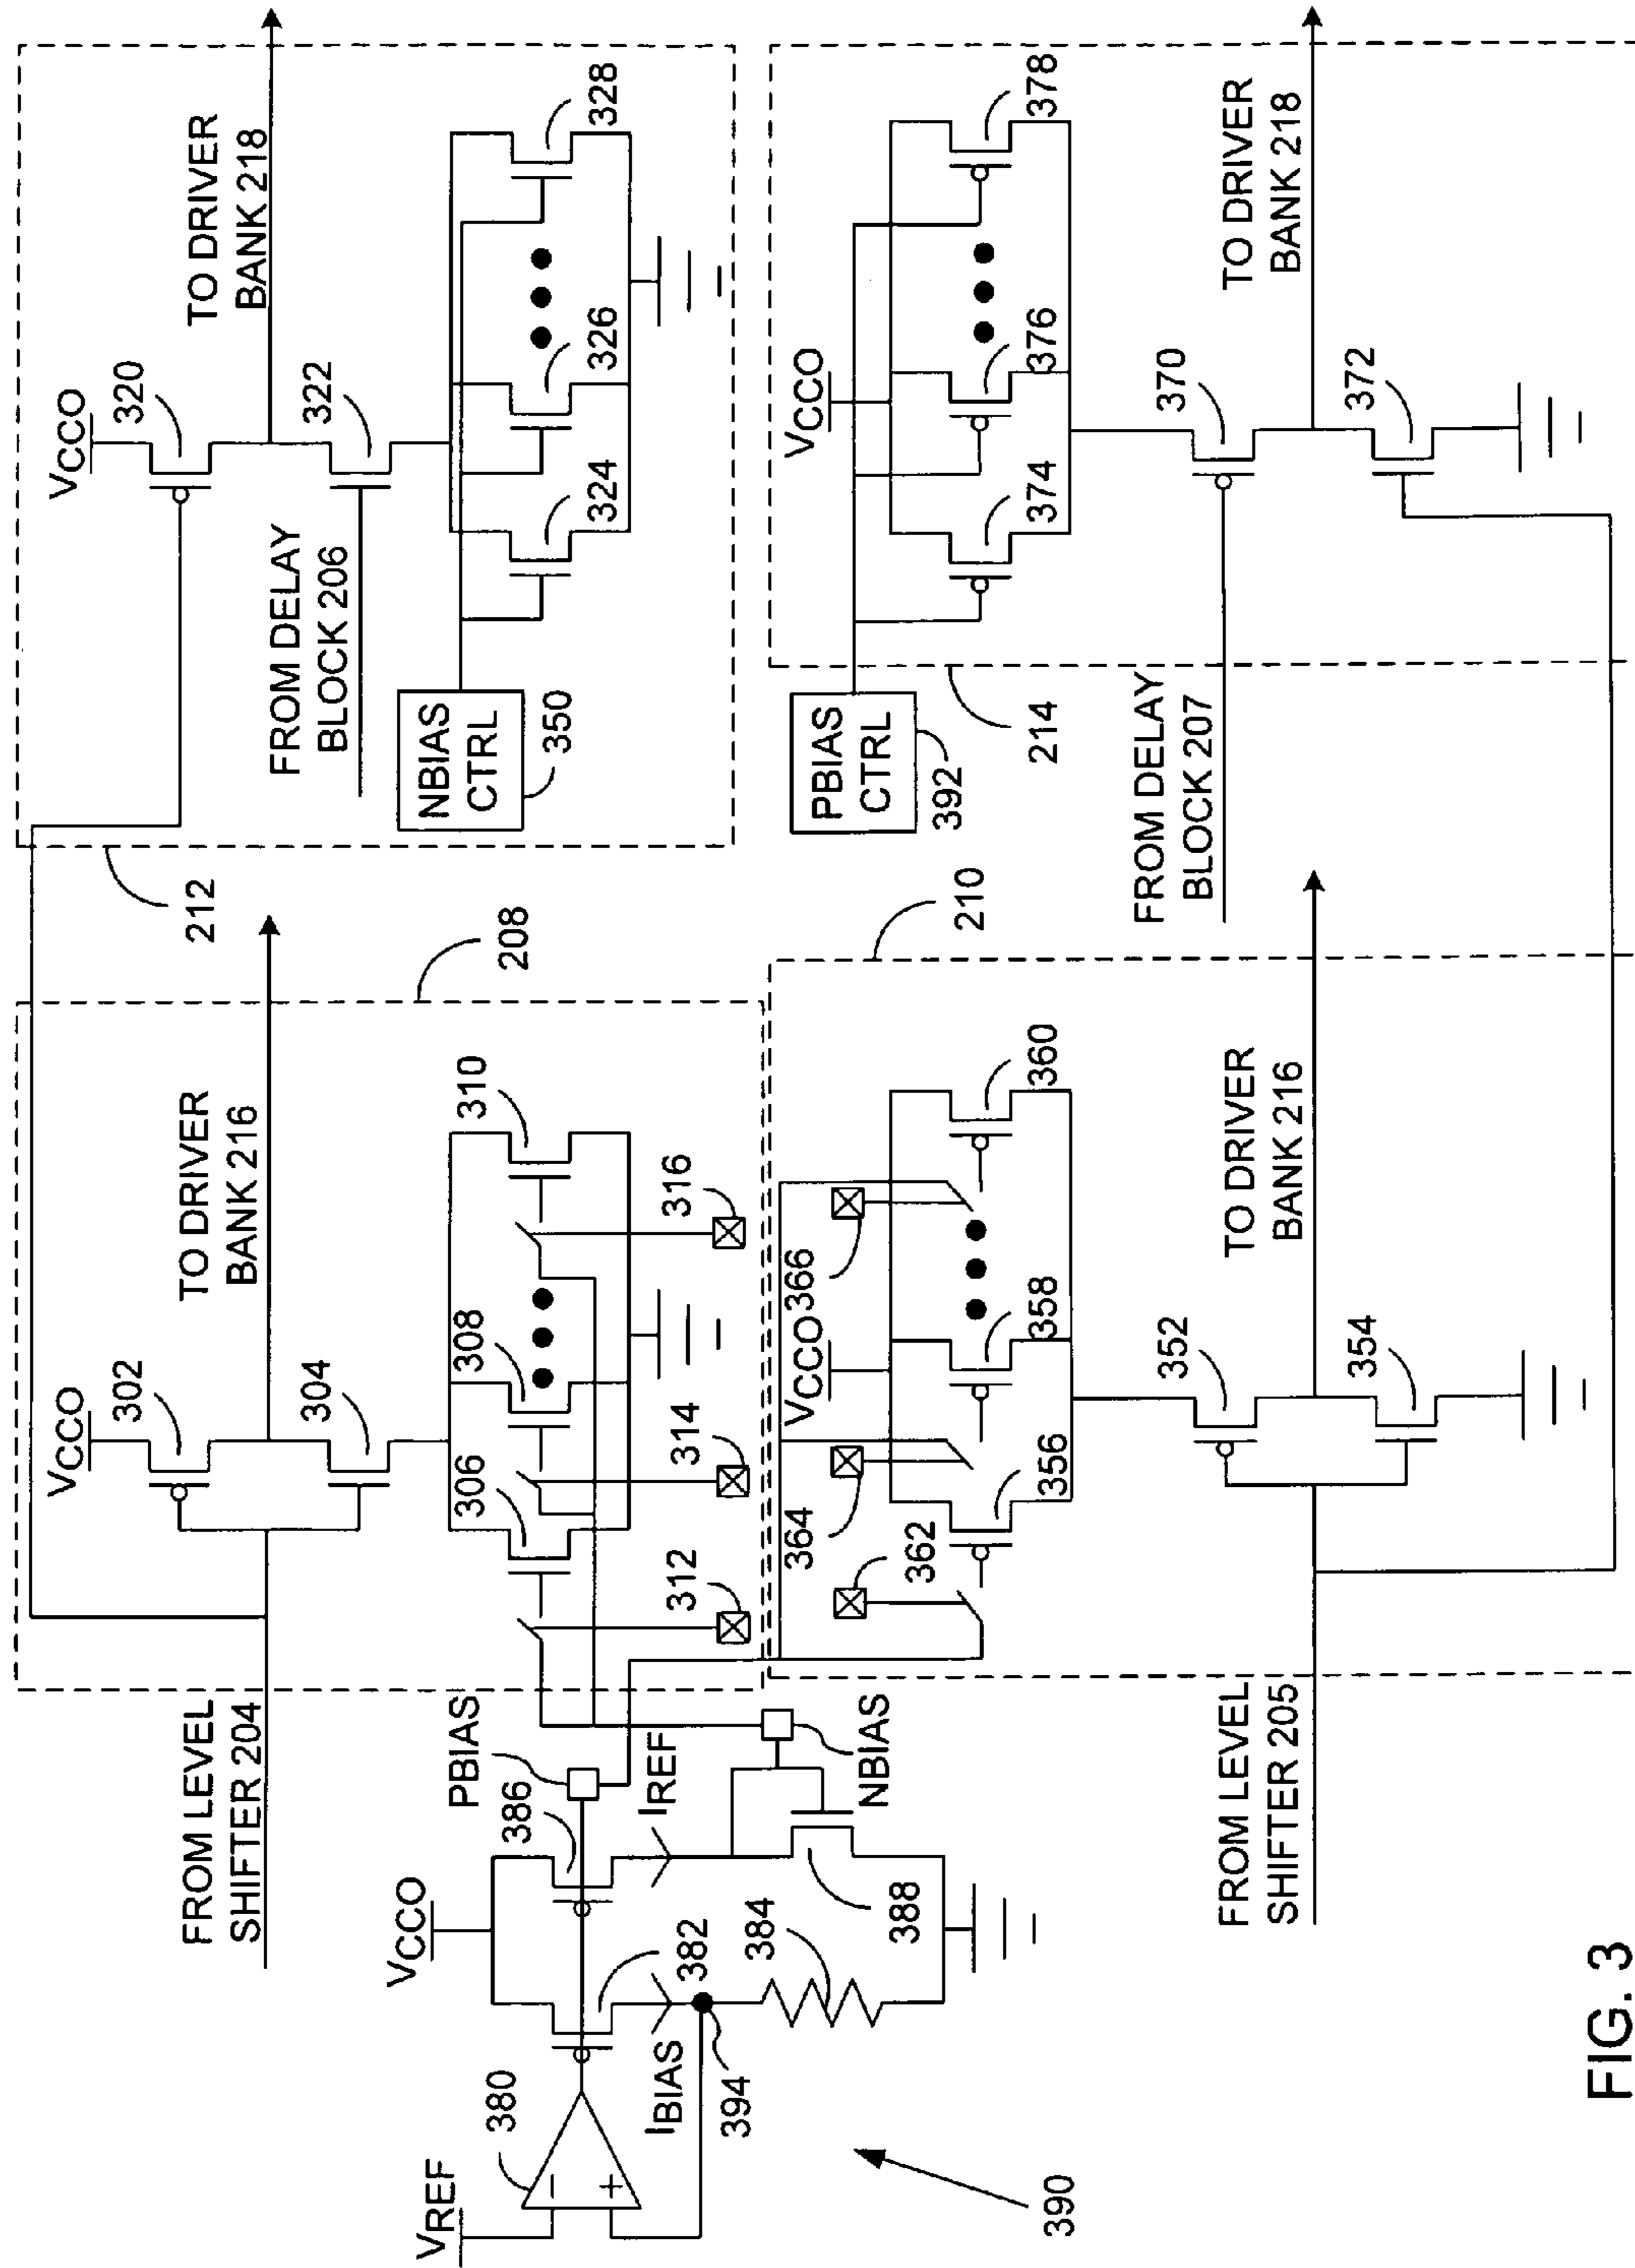 VREF
380
390
IBIAS
394
382
384
VCCO
386
PBIAS
IREF
388
NBIAS
FROM LEVEL
SHIFTER 204
VCCO
302
304
TO DRIVER
BANK 216
306
308
310
312
314
316
208
212
VCCO
320
322
TO DRIVER
BANK 218
FROM DELAY
BLOCK 206
NBIAS
CTRL
350
324
326
328
FROM LEVEL
SHIFTER 205
362
364
366
VCCO
356
358
360
352
354
TO DRIVER
BANK 216
210
214
PBIAS
CTRL
392
VCCO
374
376
378
FROM DELAY
BLOCK 207
370
372
TO DRIVER
BANK 218
FIG. 3